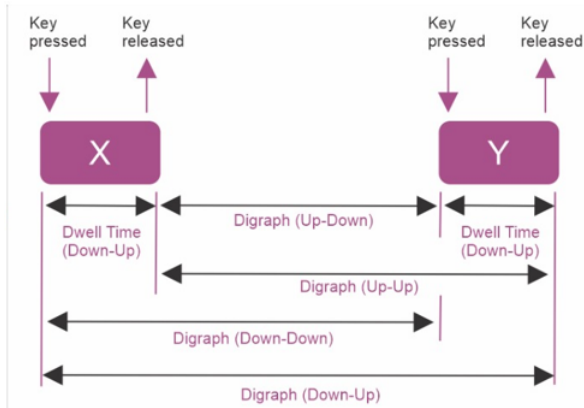 Key pressed
Key released
Key pressed
Key released
X
Y
Dwell Time
(Down-Up)
Digraph (Up-Down)
Dwell Time
(Down-Up)
Digraph (Up-Up)
Digraph (Down-Down)
Digraph (Down-Up)